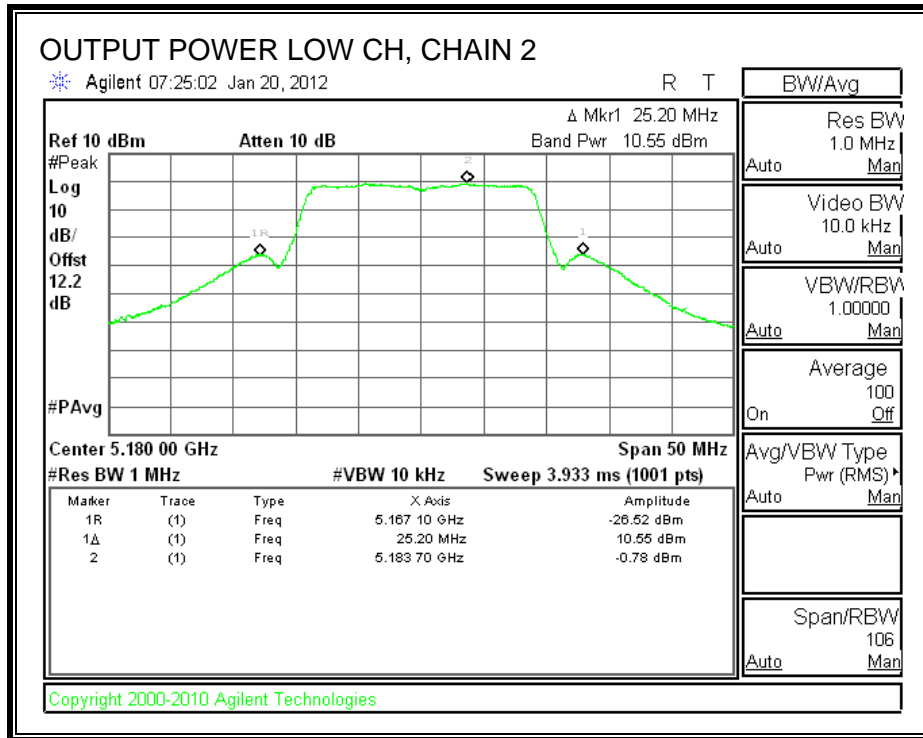 OUTPUT POWER LOW CH, CHAIN 2
Agilent 07:25:02 Jan 20, 2012 R T
Δ Mkr1 25.20 MHz
Ref 10 dBm Atten 10 dB Band Pwr 10.55 dBm
#Peak
Log
10
dB/
Offst
12.2
dB
#PAvg
2
1R
1
Center 5.180 00 GHz Span 50 MHz
#Res BW 1 MHz #VBW 10 kHz Sweep 3.933 ms (1001 pts)
Marker Trace Type X Axis Amplitude
1R (1) Freq 5.167 10 GHz -26.52 dBm
1Δ (1) Freq 25.20 MHz 10.55 dBm
2 (1) Freq 5.183 70 GHz -0.78 dBm
BW/Avg
Res BW
1.0 MHz
Auto Man
Video BW
10.0 kHz
Auto Man
VBW/RBW
1.00000
Auto Man
Average
100
On Off
Avg/VBW Type
Pwr (RMS)
Auto Man
Span/RBW
106
Auto Man
Copyright 2000-2010 Agilent Technologies